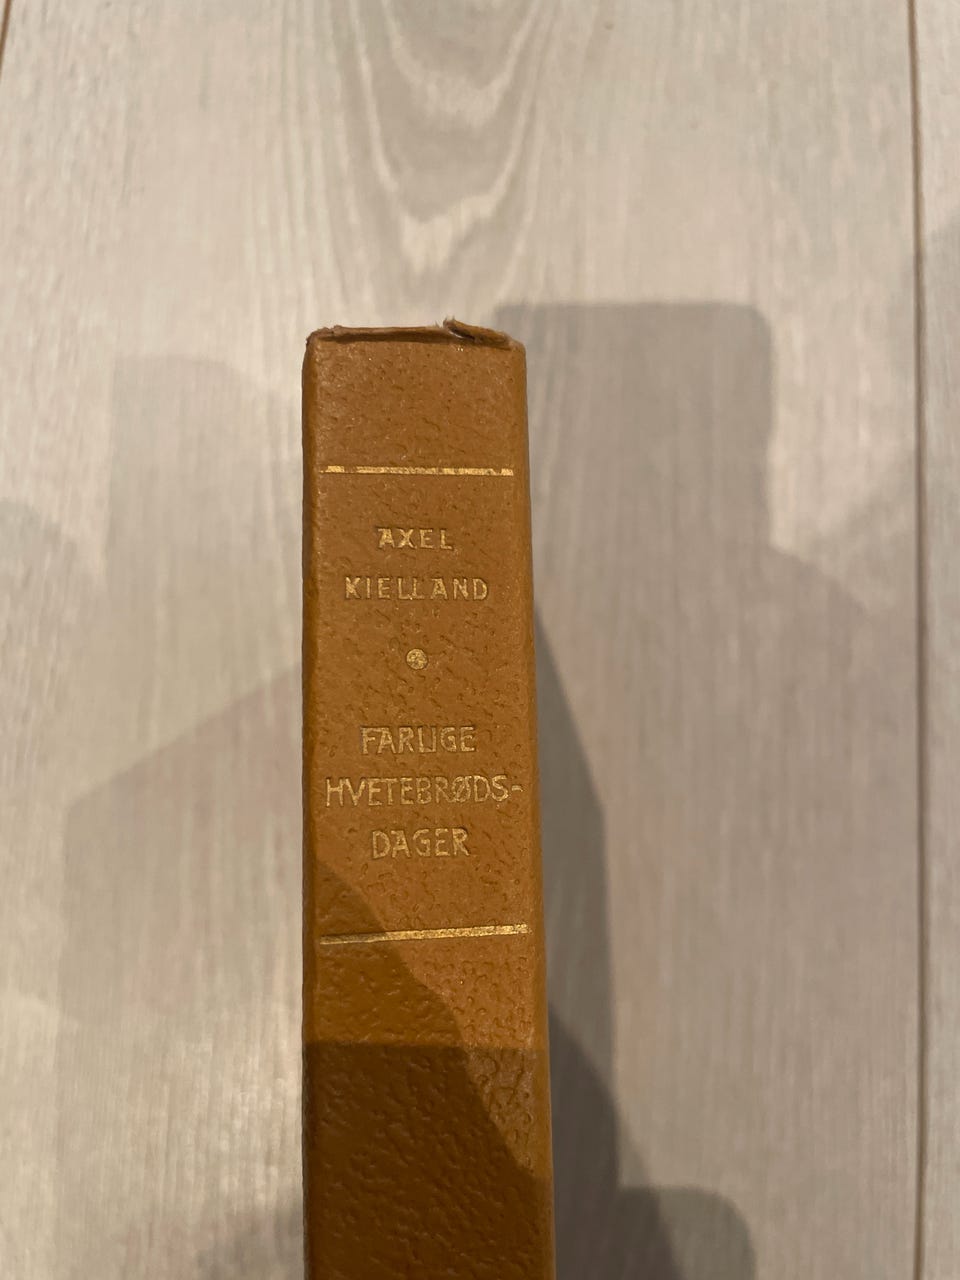 AXEL
KIELLAND
FARLIGE
HVETEBRØDS-
DAGER